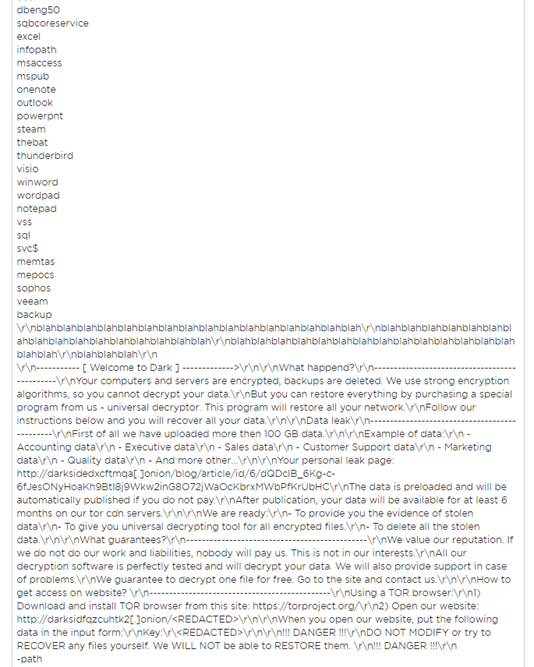 dbeng50
sqbcoreservice
excel
infopath
msaccess
mspub
onenote
outlook
powerpnt
steam
thebat
thunderbird
visio
winword
wordpad
notepad
vss
sql
svc$
memtas
mepocs
sophos
veeam
backup
\r\nblahblahblahblahblahblahblahblahblahblahblahblahblahblahblahblah\r\nblahblahblahblahblahblahbl
ahblahblahblahblahblahblahblahblahblah\r\nblahblahblahblahblahblahblahblahblahblahblahblahblahblah
blahblah\r\nblahblahblah\r\n
\r\n----------- [ Welcome to Dark ] ------------->\r\n\r\nWhat happend?\r\n------------------------------------
----------\r\nYour computers and servers are encrypted, backups are deleted. We use strong encryption
algorithms, so you cannot decrypt your data.\r\nBut you can restore everything by purchasing a special
program from us - universal decryptor. This program will restore all your network.\r\nFollow our
instructions below and you will recover all your data.\r\n\r\nData leak\r\n------------------------------------
---------\r\nFirst of all we have uploaded more then 100 GB data.\r\n\r\nExample of data:\r\n -
Accounting data\r\n - Executive data\r\n - Sales data\r\n - Customer Support data\r\n - Marketing
data\r\n - Quality data\r\n - And more other...\r\n\r\nYour personal leak page:
http://darksidedxcftmqa[.]onion/blog/article/id/6/dQDclB_6Kg-c-
6fJesONyHoaKh9BtI8j9Wkw2inG8O72jWaOcKbrxMWbPfKrUbHC\r\nThe data is preloaded and will be
automatically published if you do not pay.\r\nAfter publication, your data will be available for at least 6
months on our tor cdn servers.\r\n\r\nWe are ready:\r\n- To provide you the evidence of stolen
data\r\n- To give you universal decrypting tool for all encrypted files.\r\n- To delete all the stolen
data.\r\n\r\nWhat guarantees?\r\n----------------------------------------------\r\nWe value our reputation. If
we do not do our work and liabilities, nobody will pay us. This is not in our interests.\r\nAll our
decryption software is perfectly tested and will decrypt your data. We will also provide support in case
of problems.\r\nWe guarantee to decrypt one file for free. Go to the site and contact us.\r\n\r\nHow to
get access on website? \r\n----------------------------------------------\r\nUsing a TOR browser:\r\n1)
Download and install TOR browser from this site: https://torproject.org/\r\n2) Open our website:
http://darksidfqzcuhtk2[.]onion/<REDACTED>\r\n\r\nWhen you open our website, put the following
data in the input form:\r\nKey:\r\<REDACTED>\r\n\r\n!!! DANGER !!!\r\nDO NOT MODIFY or try to
RECOVER any files yourself. We WILL NOT be able to RESTORE them. \r\n!!! DANGER !!!\r\n
-path